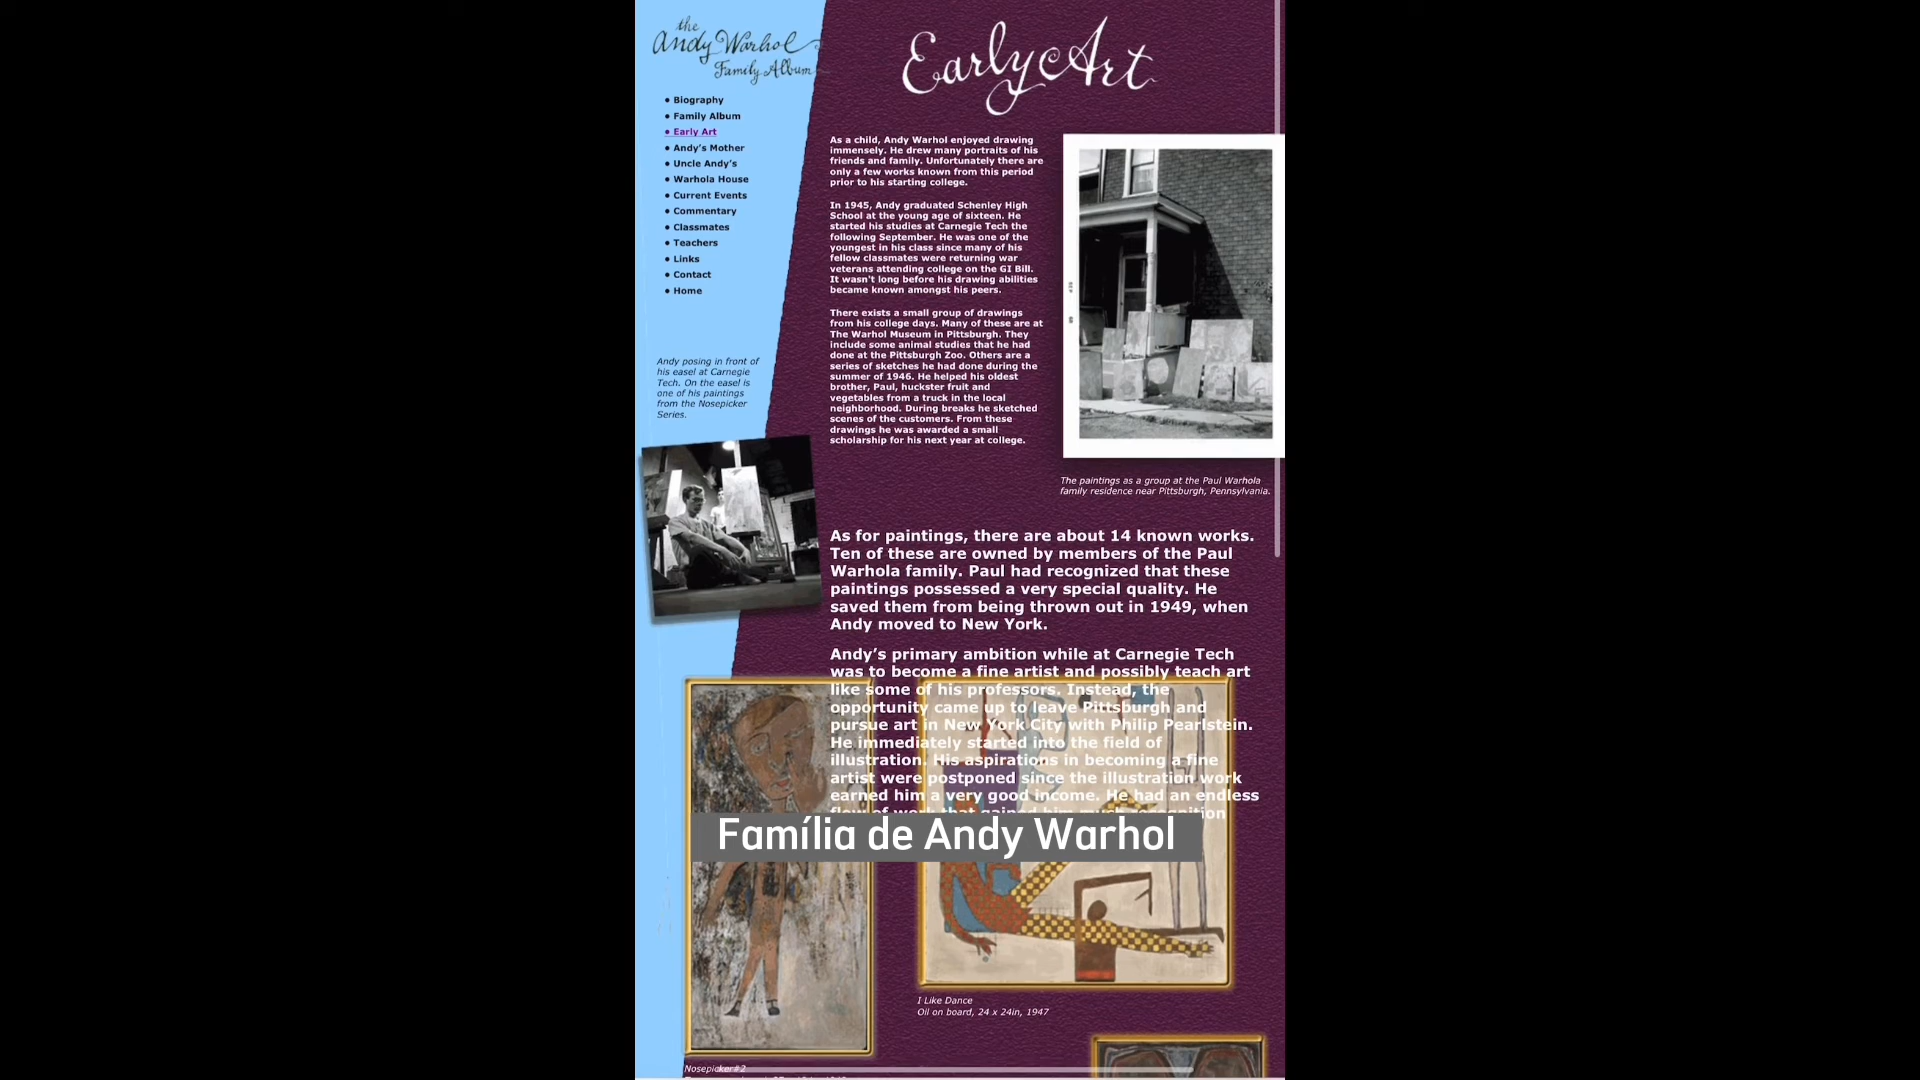 the
Andy Warhol
Family Album
• Biography
• Family Album
• Early Art
• Andy's Mother
• Uncle Andy's
• Warhola House
• Current Events
• Commentary
• Classmates
• Teachers
• Links
• Contact
• Home
Andy posing in front of
his easel at Carnegie
Tech. On the easel is
one of his paintings
from the Nosepicker
Series.
Early Art
As a child, Andy Warhol enjoyed drawing
immensely. He drew many portraits of his
friends and family. Unfortunately there are
only a few works known from this period
prior to his starting college.
In 1945, Andy graduated Schenley High
School at the young age of sixteen. He
started his studies at Carnegie Tech the
following September. He was one of the
youngest in his class since many of his
fellow classmates were returning war
veterans attending college on the GI Bill.
It wasn't long before his drawing abilities
became known amongst his peers.
There exists a small group of drawings
from his college days. Many of these are at
The Warhol Museum in Pittsburgh. They
include some animal studies that he had
done at the Pittsburgh Zoo. Others are a
series of sketches he had done during the
summer of 1946. He helped his oldest
brother, Paul, huckster fruit and
vegetables from a truck in the local
neighborhood. During breaks he sketched
scenes of the customers. From these
drawings he was awarded a small
scholarship for his next year at college.
The paintings as a group at the Paul Warhola
family residence near Pittsburgh, Pennsylvania.
As for paintings, there are about 14 known works.
Ten of these are owned by members of the Paul
Warhola family. Paul had recognized that these
paintings possessed a very special quality. He
saved them from being thrown out in 1949, when
Andy moved to New York.
Andy's primary ambition while at Carnegie Tech
was to become a fine artist and possibly teach art
like some of his professors. Instead, the
opportunity came up to leave Pittsburgh and
pursue art in New York City with Philip Pearlstein.
He immediately started into the field of
illustration. His aspirations in becoming a fine
artist were postponed since the illustration work
earned him a very good income. He had an endless
flow of work that gained him much recognition
Família de Andy Warhol
I Like Dance
Oil on board, 24 x 24in, 1947
Nosepicker#2